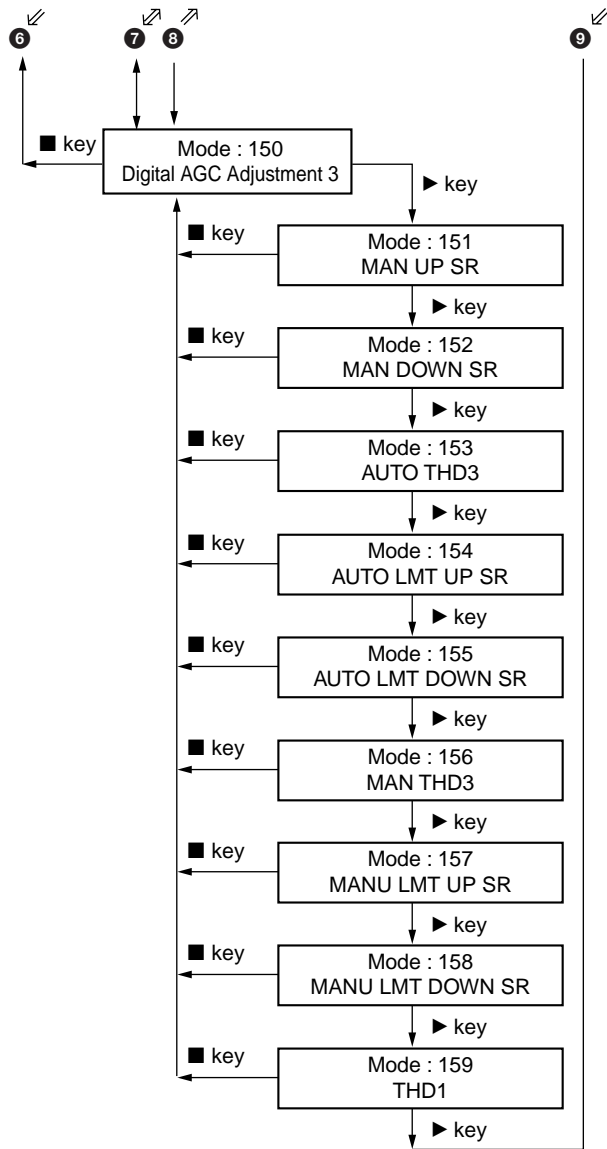 ❻ ❼ ❽ ❾
■ key
Mode : 150
Digital AGC Adjustment 3
► key
■ key
Mode : 151
MAN UP SR
► key
■ key
Mode : 152
MAN DOWN SR
► key
■ key
Mode : 153
AUTO THD3
► key
■ key
Mode : 154
AUTO LMT UP SR
► key
■ key
Mode : 155
AUTO LMT DOWN SR
► key
■ key
Mode : 156
MAN THD3
► key
■ key
Mode : 157
MANU LMT UP SR
► key
■ key
Mode : 158
MANU LMT DOWN SR
► key
■ key
Mode : 159
THD1
► key